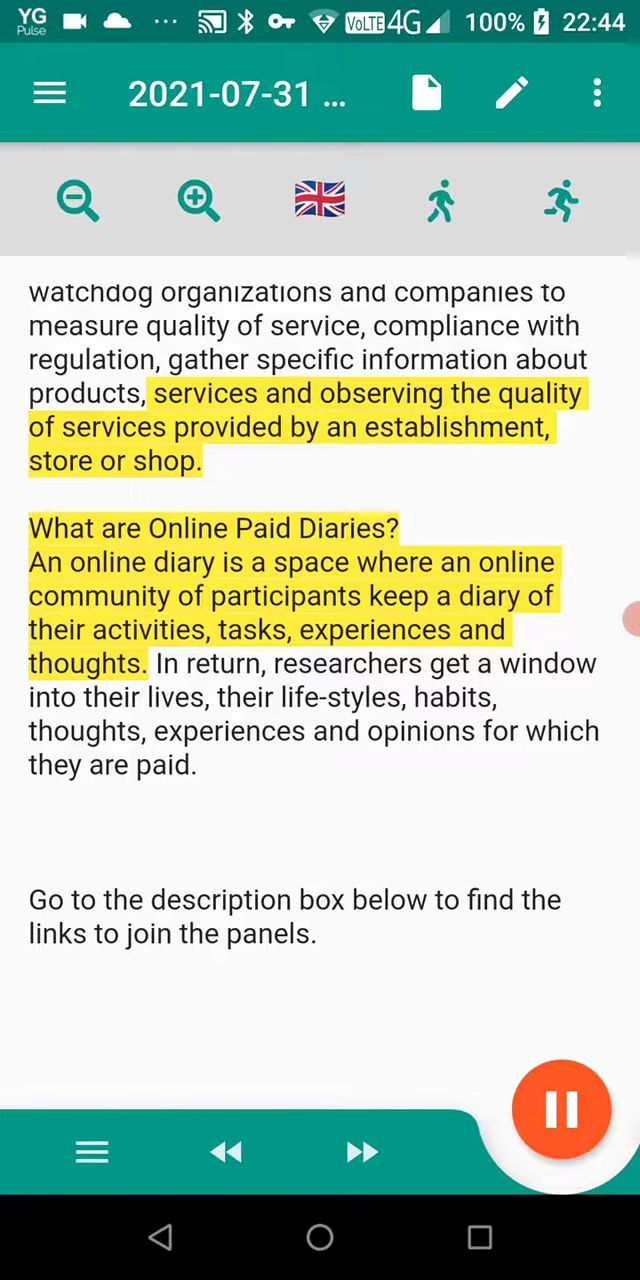 YG
Pulse
VoLTE 4G 100% 22:44
2021-07-31 ...
watchdog organizations and companies to
measure quality of service, compliance with
regulation, gather specific information about
products, services and observing the quality
of services provided by an establishment,
store or shop.
What are Online Paid Diaries?
An online diary is a space where an online
community of participants keep a diary of
their activities, tasks, experiences and
thoughts. In return, researchers get a window
into their lives, their life-styles, habits,
thoughts, experiences and opinions for which
they are paid.
Go to the description box below to find the
links to join the panels.